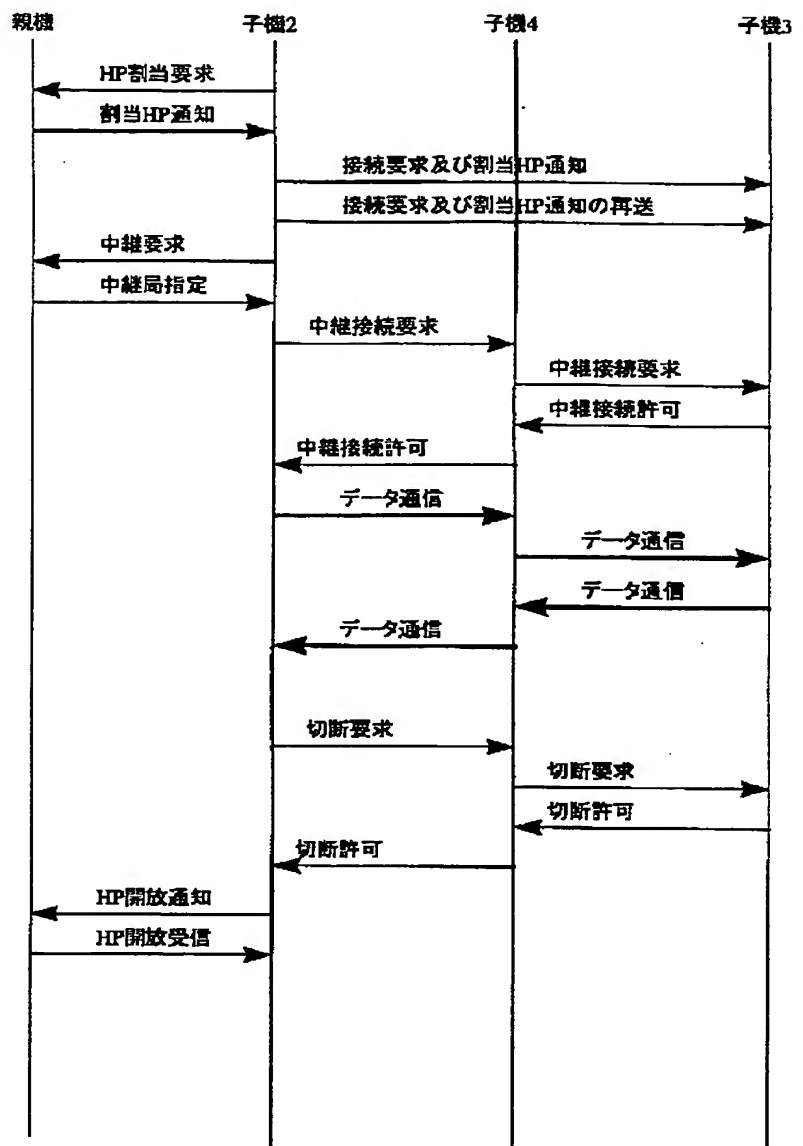 親機
子機2
子機4
子機3
HP割当要求
割当HP通知
接続要求及び割当HP通知
接続要求及び割当HP通知の再送
中継要求
中継局指定
中継接続要求
中継接続要求
中継接続許可
中継接続許可
データ通信
データ通信
データ通信
データ通信
切断要求
切断要求
切断許可
切断許可
HP開放通知
HP開放受信